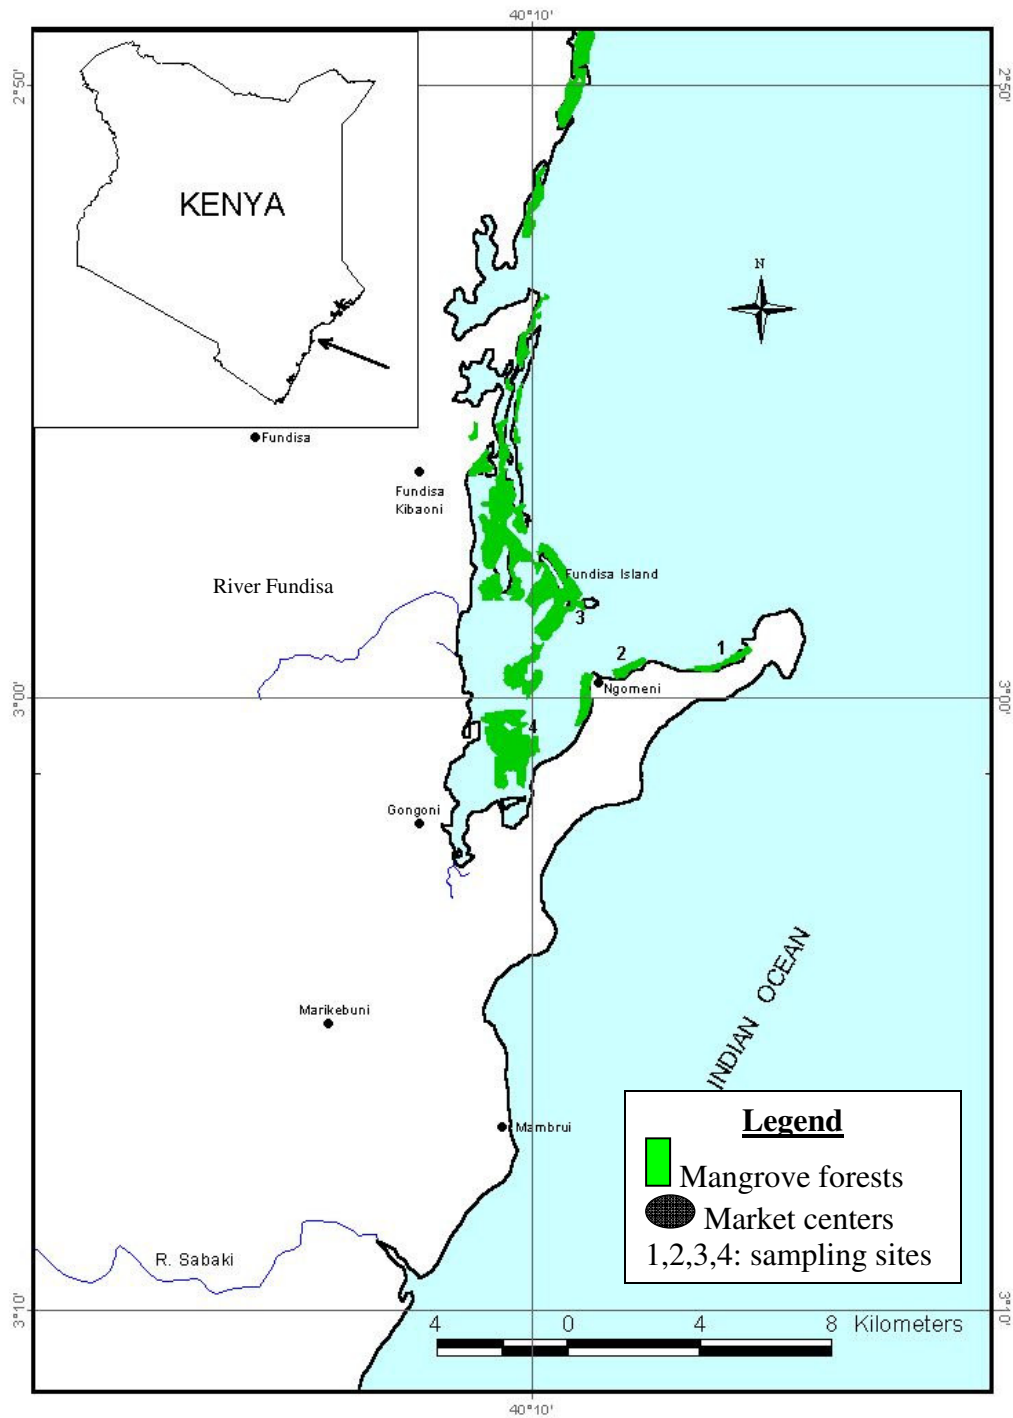 40°10'
2°50'
2°50'
KENYA
N
Fundisa
Fundisa
Kibaoni
River Fundisa
Fundisa Island
3
1
2
Ngomeni
3°00'
3°00'
4
Gongoni
INDIAN OCEAN
Marikebuni
Mambrui
Legend
Mangrove forests
Market centers
1,2,3,4: sampling sites
R. Sabaki
3°10'
3°10'
4 0 4 8 Kilometers
40°10'